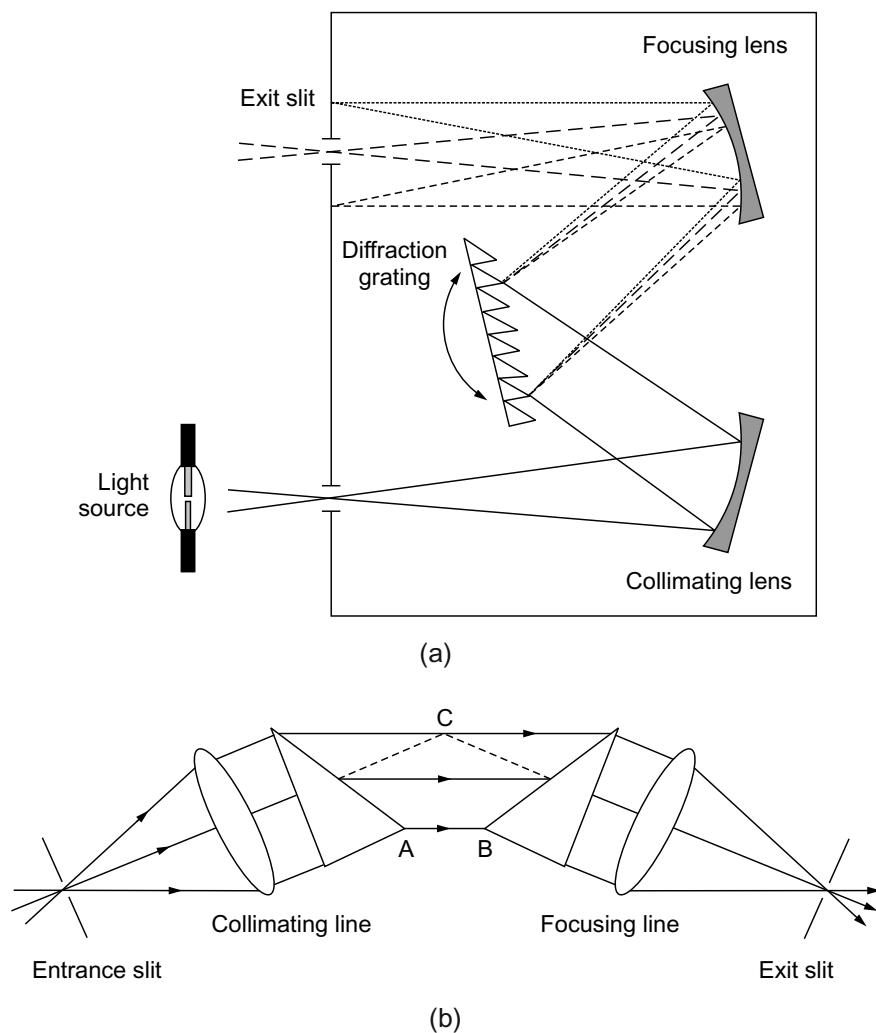 Focusing lens
Exit slit
Diffraction
grating
Light
source
Collimating lens
(a)
C
A
B
Collimating line
Focusing line
Entrance slit
Exit slit
(b)